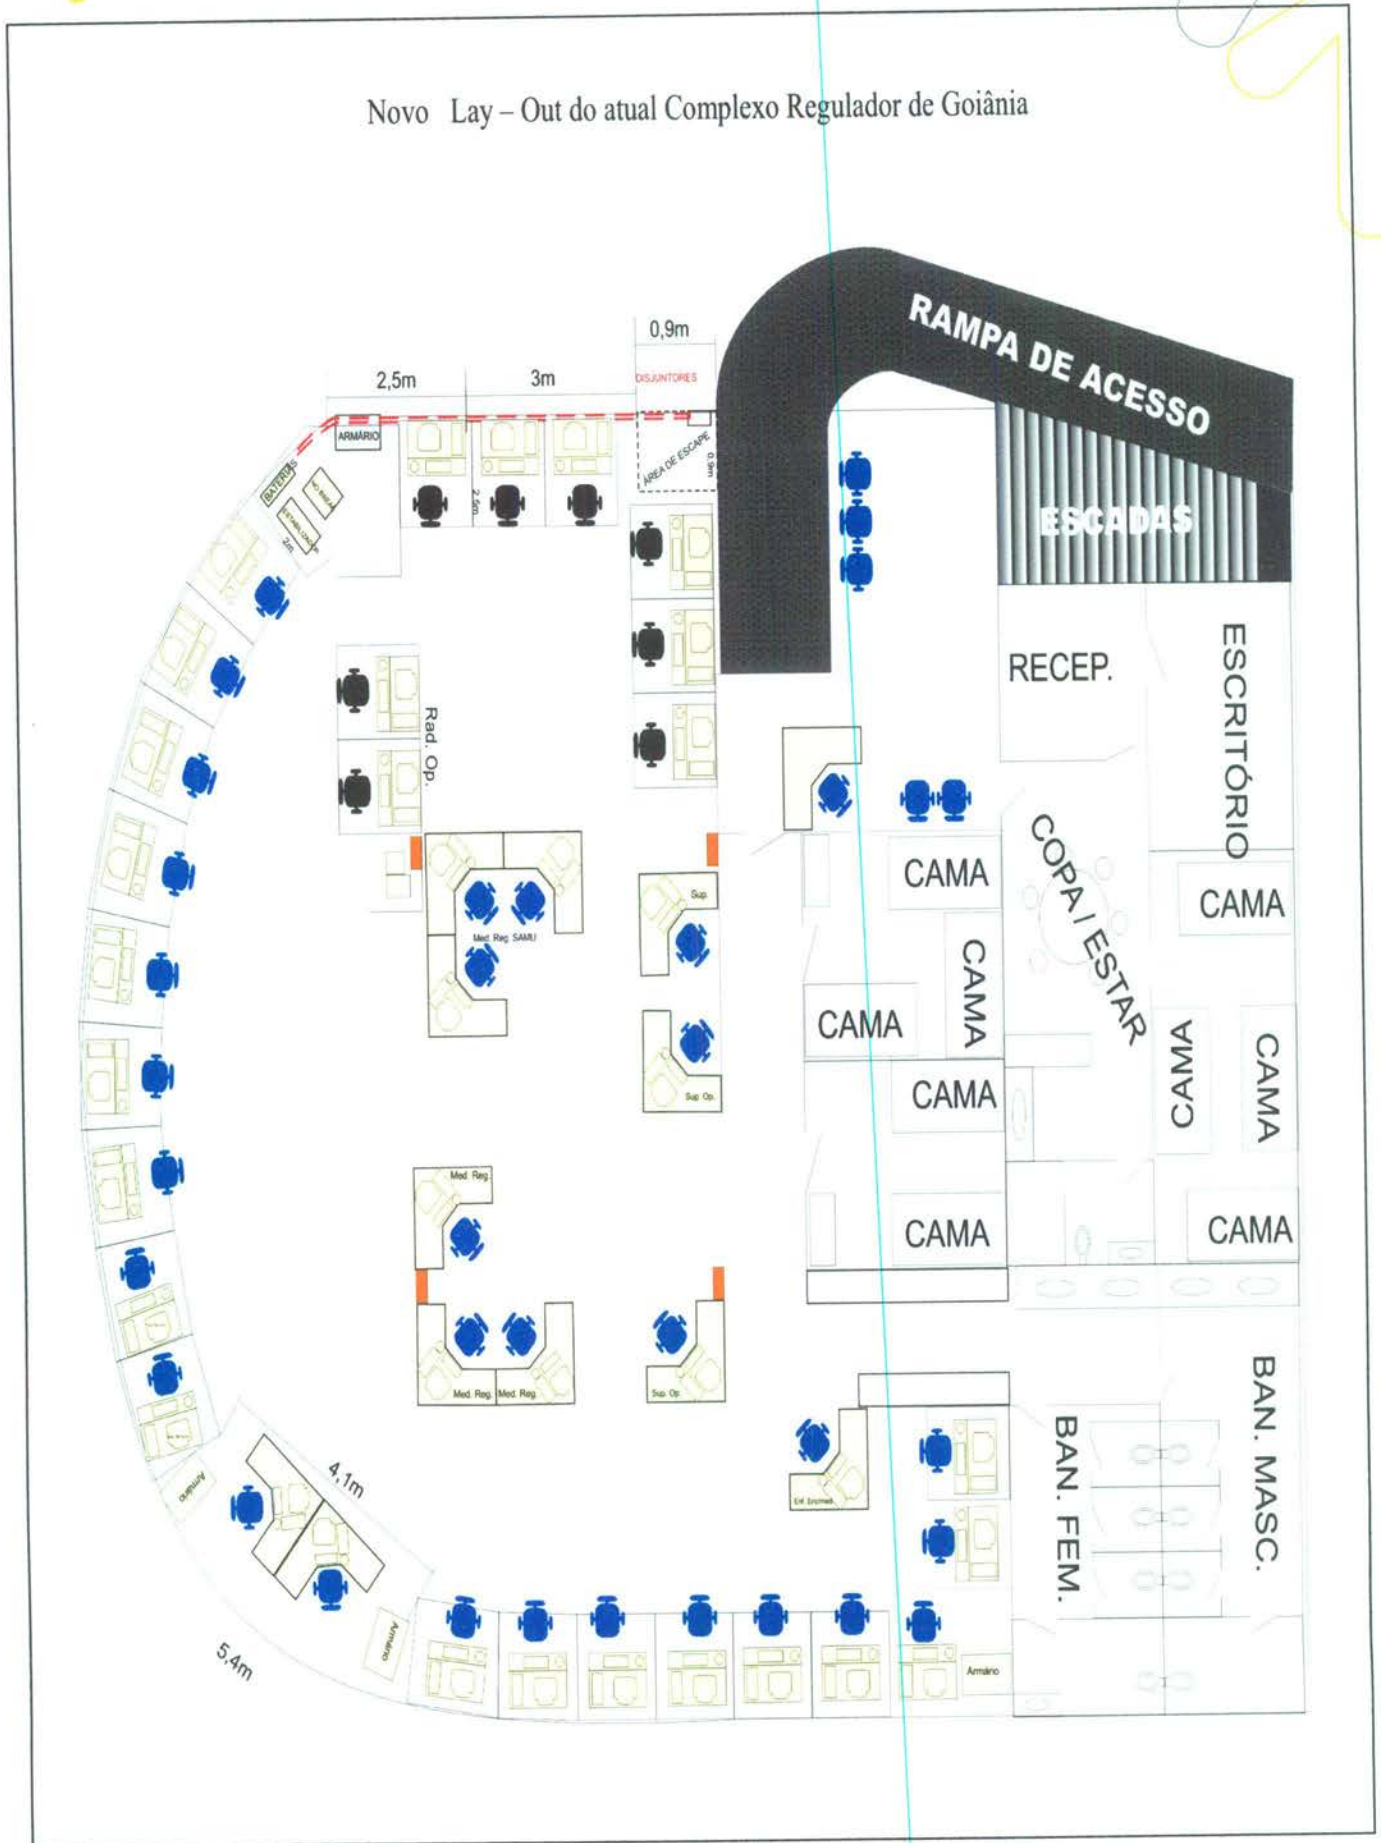 Novo Lay – Out do atual Complexo Regulador de Goiânia
0,9m
2,5m
3m
DISJUNTORES
RAMPA DE ACESSO
ARMÁRIO
ÁREA DE ESCAPE
0.9m
BATERIAS
NO BREAK
ESTABILIZADOR
2m
2.5m
ESCADAS
RECEP.
ESCRITÓRIO
Rad. Op.
COPA / ESTAR
CAMA
CAMA
CAMA
CAMA
CAMA
CAMA
CAMA
CAMA
CAMA
Sup.
Med. Reg. SAMU
Sup. Op.
Med. Reg.
Med. Reg.
Med. Reg.
Sup. Op.
BAN. FEM.
BAN. MASC.
Armário
4,1m
5,4m
Armário
Armário